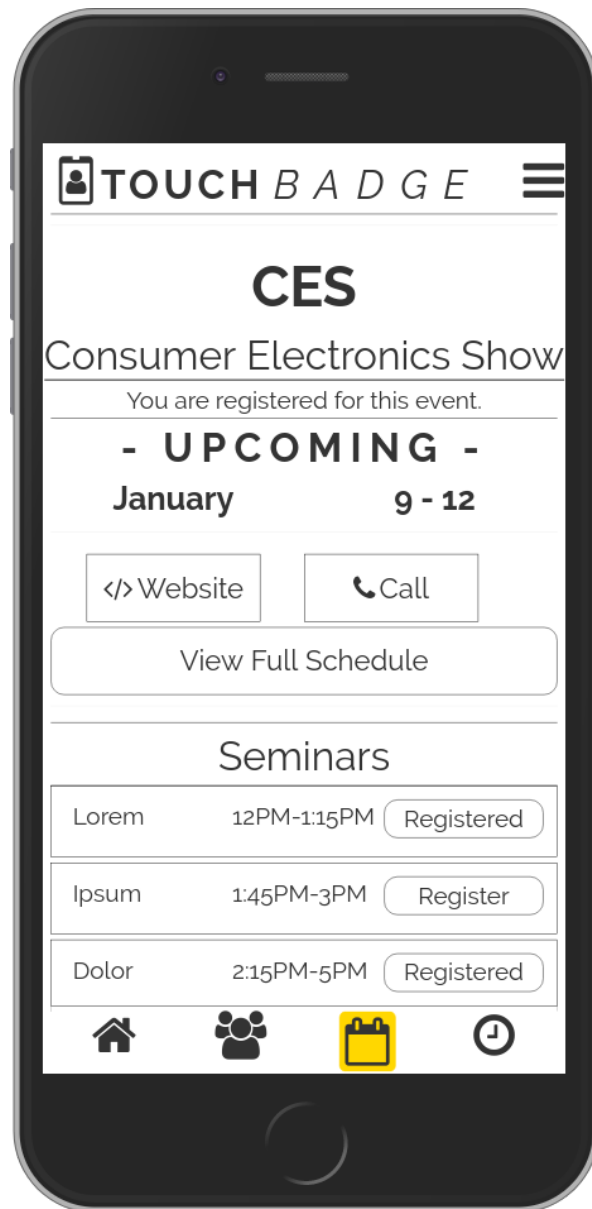 TOUCH BADGE
CES
Consumer Electronics Show
You are registered for this event.
- UPCOMING -
January 9 - 12
</> Website Call
View Full Schedule
Seminars
Lorem 12PM-1:15PM Registered
Ipsum 1:45PM-3PM Register
Dolor 2:15PM-5PM Registered